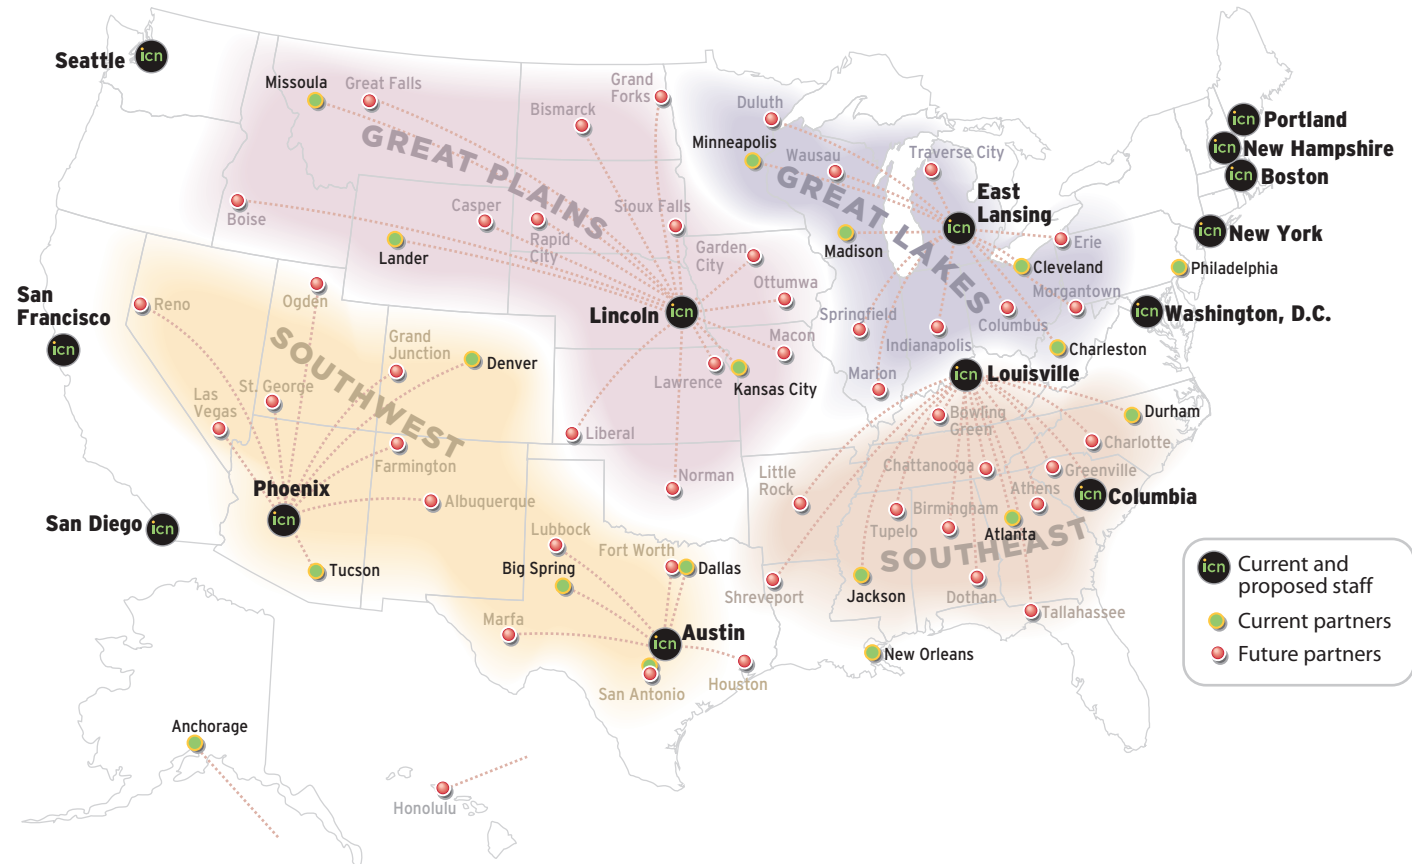 Seattle
icn
Missoula
Great Falls
Bismarck
Grand
Forks
Duluth
Minneapolis
Wausau
Traverse City
icn
Portland
icn
New Hampshire
icn
Boston
GREAT PLAINS
GREAT LAKES
East
Lansing
icn
Boise
Casper
Rapid
City
Sioux Falls
Lander
Garden
City
Ottumwa
Madison
Erie
Cleveland
icn
New York
Philadelphia
Morgantown
San
Francisco
icn
Reno
Ogden
Lincoln
icn
Springfield
Columbus
Indianapolis
icn
Washington, D.C.
SOUTHWEST
Grand
Junction
Denver
Macon
Lawrence
Kansas City
Marion
Charleston
icn
Louisville
Las
Vegas
St. George
Liberal
Bowling
Green
Durham
Charlotte
Farmington
Phoenix
icn
Albuquerque
Norman
Little
Rock
Chattanooga
Greenville
Athens
icn
Columbia
San Diego
icn
Tucson
Lubbock
Big Spring
Fort Worth
Dallas
Tupelo
Birmingham
Atlanta
SOUTHEAST
Shreveport
Jackson
Dothan
Tallahassee
Marfa
Austin
icn
San Antonio
Houston
New Orleans
Anchorage
Honolulu
icn
Current and
proposed staff
Current partners
Future partners